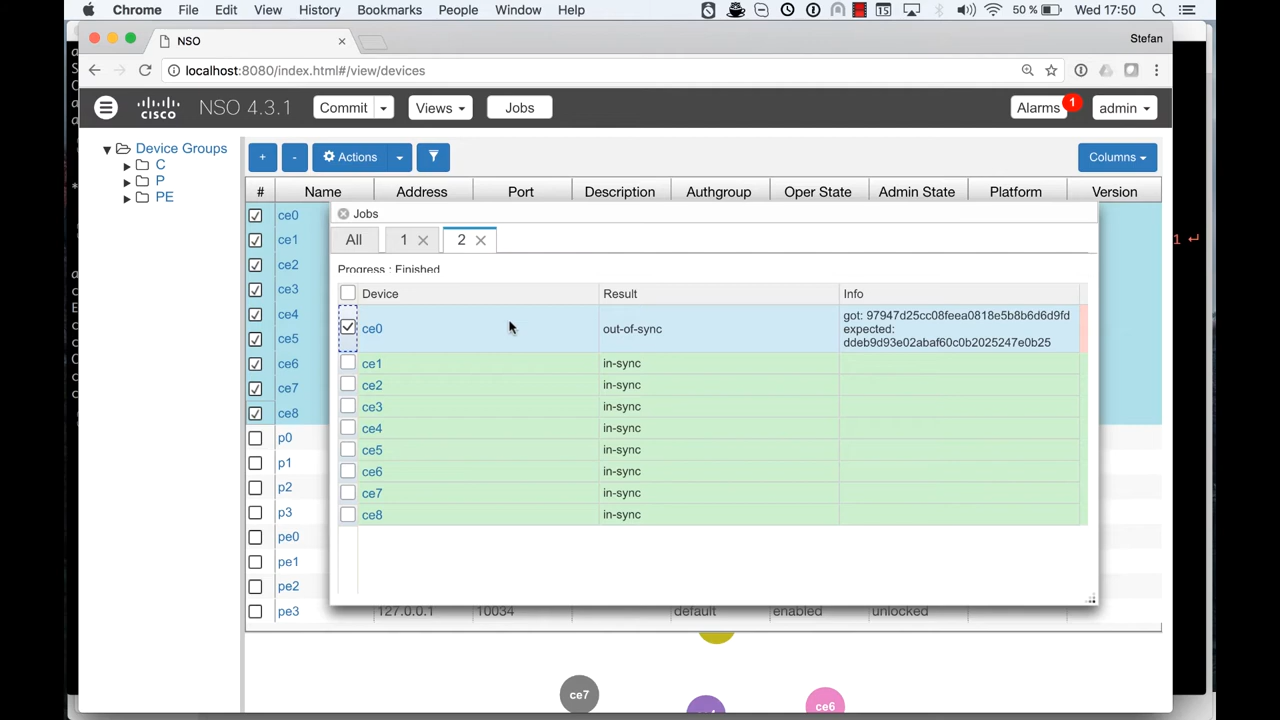 Chrome File Edit View History Bookmarks People Window Help 15 50 % Wed 17:50
NSO
Stefan
localhost:8080/index.html#/view/devices
cisco NSO 4.3.1 Commit Views Jobs Alarms 1 admin
Device Groups
C
P
PE
+ - Actions Columns
# Name Address Port Description Authgroup Oper State Admin State Platform Version
ce0
ce1
ce2
ce3
ce4
ce5
ce6
ce7
ce8
p0
p1
p2
p3
pe0
pe1
pe2
pe3 127.0.0.1 10034 default enabled unlocked
Jobs
All 1 2
Progress : Finished
Device Result Info
ce0 out-of-sync got: 97947d25cc08feea0818e5b8b6d6d9fd
expected:
ddeb9d93e02abaf60c0b2025247e0b25
ce1 in-sync
ce2 in-sync
ce3 in-sync
ce4 in-sync
ce5 in-sync
ce6 in-sync
ce7 in-sync
ce8 in-sync
ce7
ce6